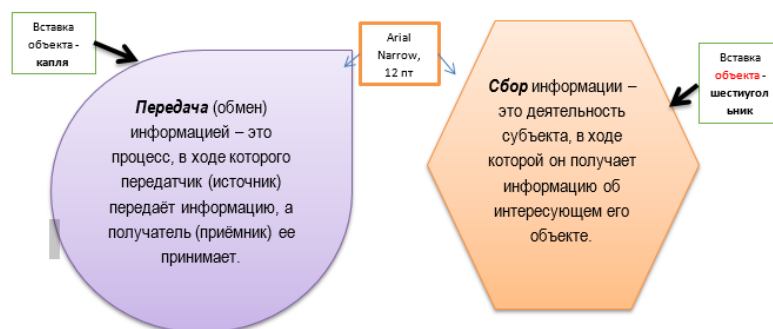 Вставка
объекта -
капля
Передача (обмен)
информацией – это
процесс, в ходе которого
передатчик (источник)
передаёт информацию, а
получатель (приёмник) ее
принимает.
Arial
Narrow,
12 пт
Сбор информации –
это деятельность
субъекта, в ходе
которой он получает
информацию об
интересующем его
объекте.
Вставка
объекта -
шестиугол
ьник